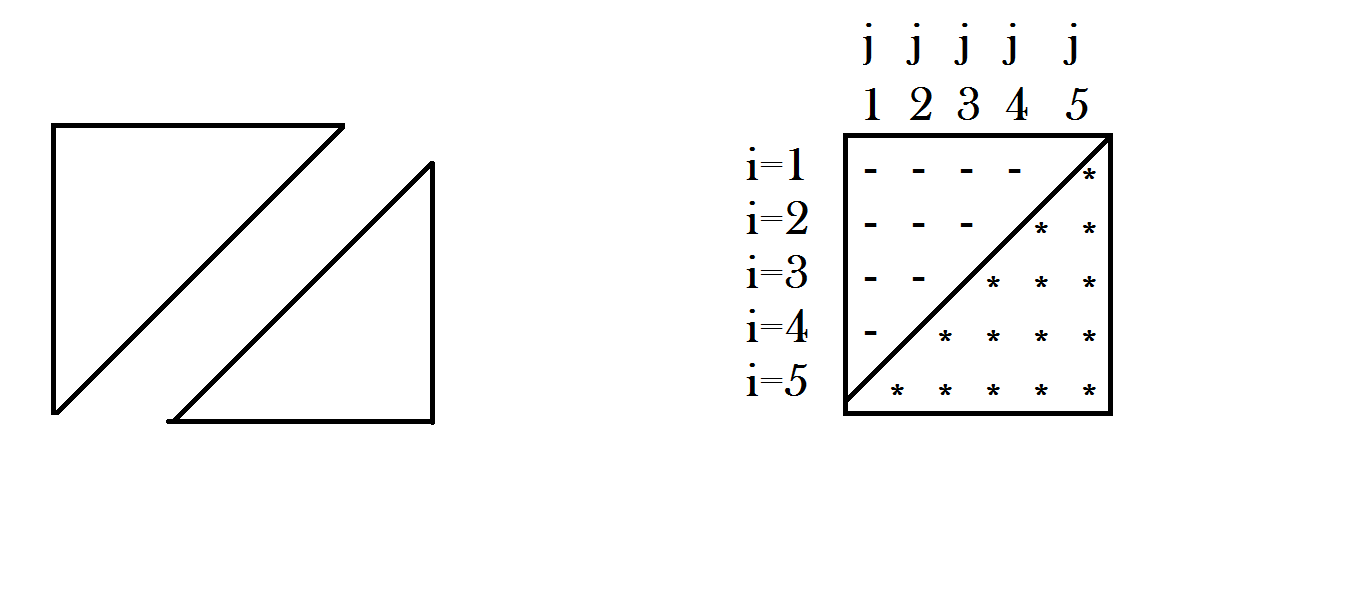 j j j j j
1 2 3 4 5
i=1 - - - - *
i=2 - - - * *
i=3 - - * * *
i=4 - * * * *
i=5 * * * * *